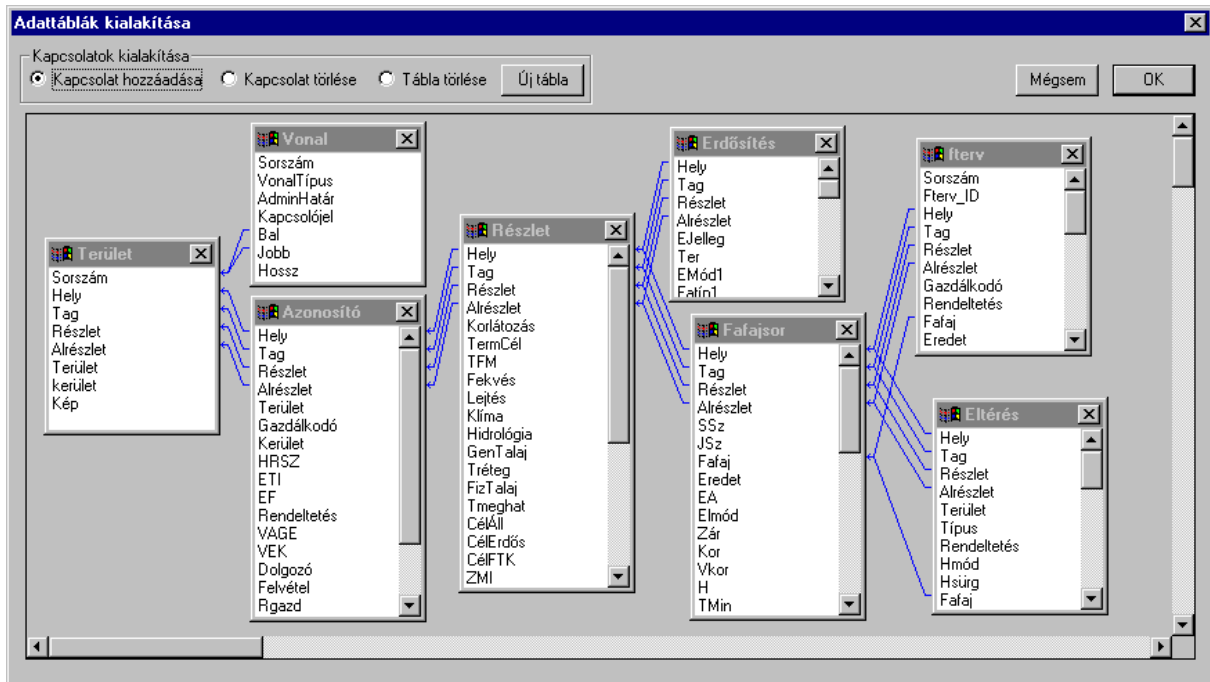 Adattáblák kialakítása
Kapcsolatok kialakítása
Kapcsolat hozzáadása Kapcsolat törlése Tábla törlése Új tábla
Mégsem OK
Terület
Sorszám
Hely
Tag
Részlet
Alrészlet
Terület
kerület
Kép
Vonal
Sorszám
VonalTípus
AdminHatár
Kapcsolójel
Bal
Jobb
Hossz
Azonosító
Hely
Tag
Részlet
Alrészlet
Terület
Gazdálkodó
Kerület
HRSZ
ETI
EF
Rendeltetés
VAGE
VEK
Dolgozó
Felvétel
Rgazd
Részlet
Hely
Tag
Részlet
Alrészlet
Korlátozás
TermCél
TFM
Fekvés
Lejtés
Klíma
Hidrológia
GenTalaj
Tréteg
FizTalaj
Tmeghat
CélÁll
CélErdős
CélFTK
ZMI
Erdősítés
Hely
Tag
Részlet
Alrészlet
EJelleg
Ter
EMód1
Fatín1
Fafajsor
Hely
Tag
Részlet
Alrészlet
SSz
JSz
Fafaj
Eredet
EA
Elmód
Zár
Kor
Vkor
H
TMin
fterv
Sorszám
Fterv_ID
Hely
Tag
Részlet
Alrészlet
Gazdálkodó
Rendeltetés
Fafaj
Eredet
Eltérés
Hely
Tag
Részlet
Alrészlet
Terület
Típus
Rendeltetés
Hmód
Hsürg
Fafaj